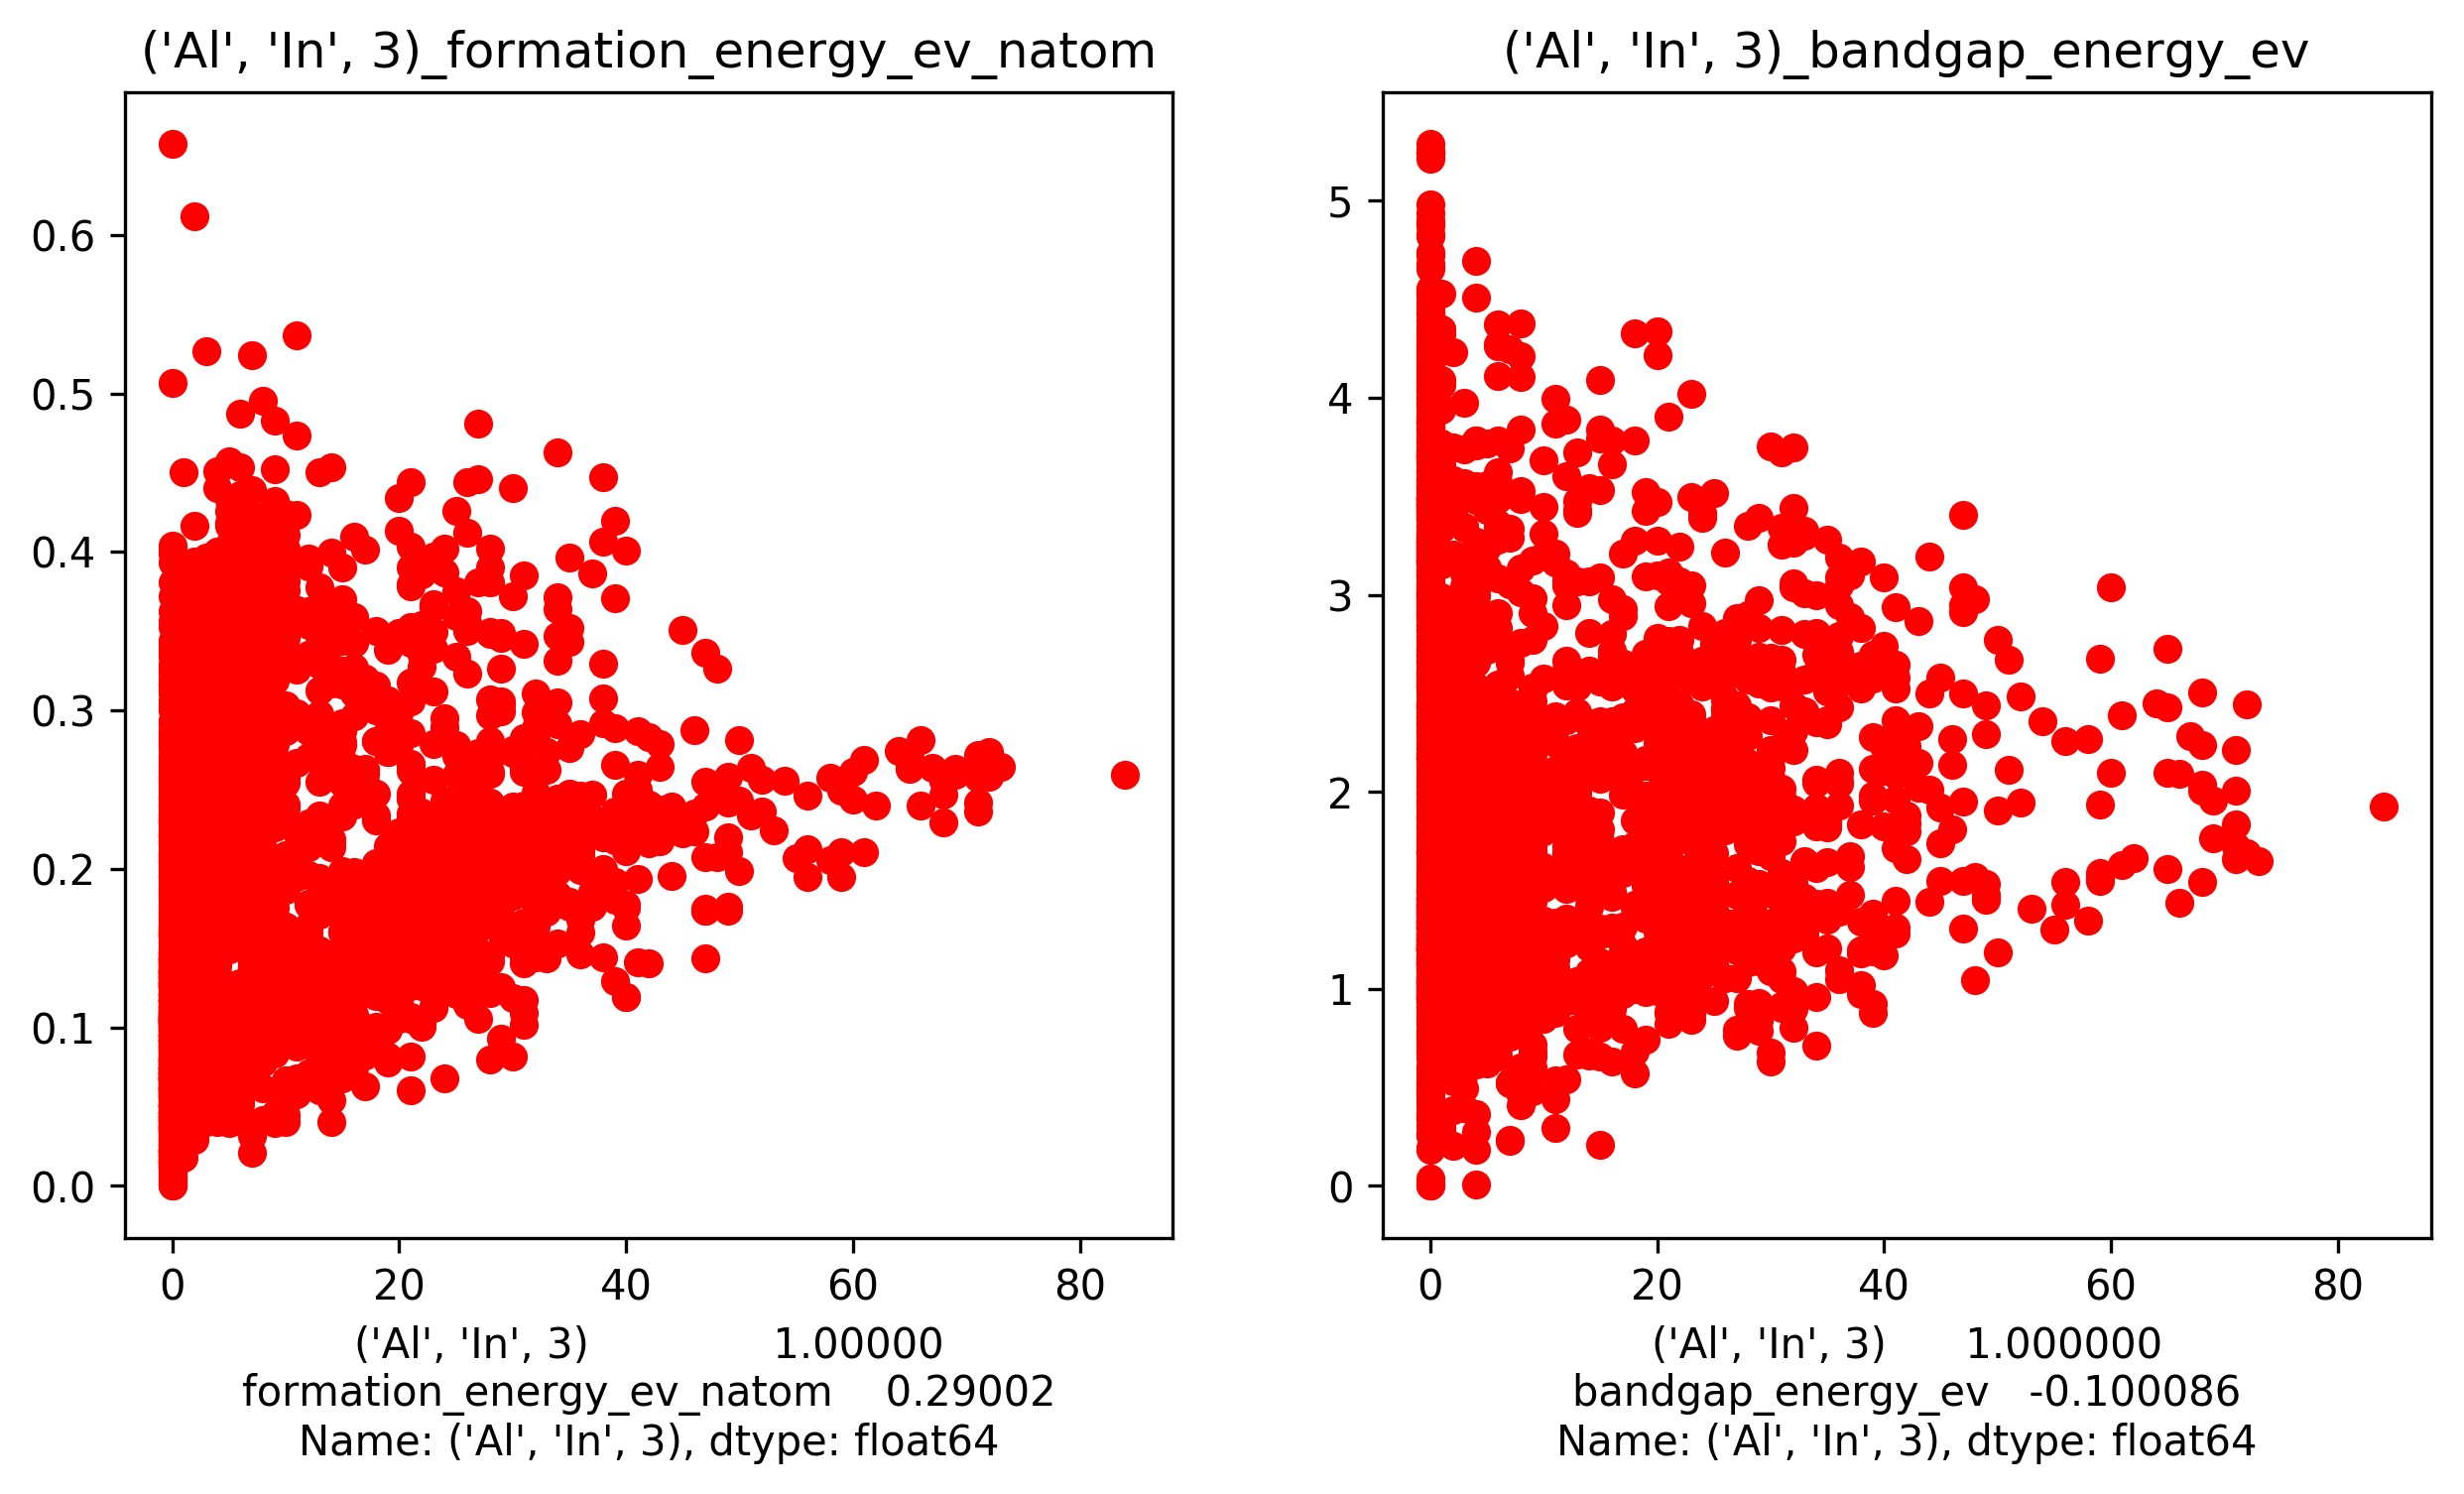 ('Al', 'In', 3)_formation_energy_ev_natom
0.6
0.5
0.4
0.3
0.2
0.1
0.0
0 20 40 60 80
('Al', 'In', 3) 1.00000
formation_energy_ev_natom 0.29002
Name: ('Al', 'In', 3), dtype: float64
('Al', 'In', 3)_bandgap_energy_ev
5
4
3
2
1
0
0 20 40 60 80
('Al', 'In', 3) 1.000000
bandgap_energy_ev -0.100086
Name: ('Al', 'In', 3), dtype: float64